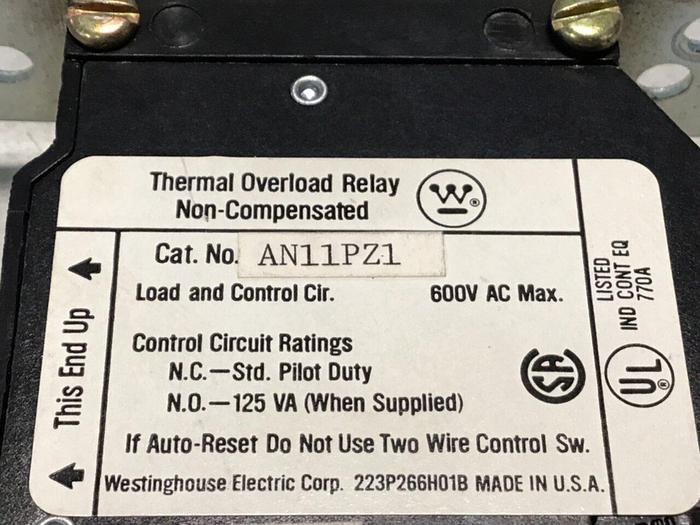 Thermal Overload Relay
Non-Compensated
W ®
Cat. No. AN11PZ1
Load and Control Cir. 600V AC Max.
Control Circuit Ratings
N.C.—Std. Pilot Duty
N.O.—125 VA (When Supplied)
SA
If Auto-Reset Do Not Use Two Wire Control Sw.
Westinghouse Electric Corp. 223P266H01B MADE IN U.S.A.
This End Up
LISTED
IND CONT EQ
770A
UL ®